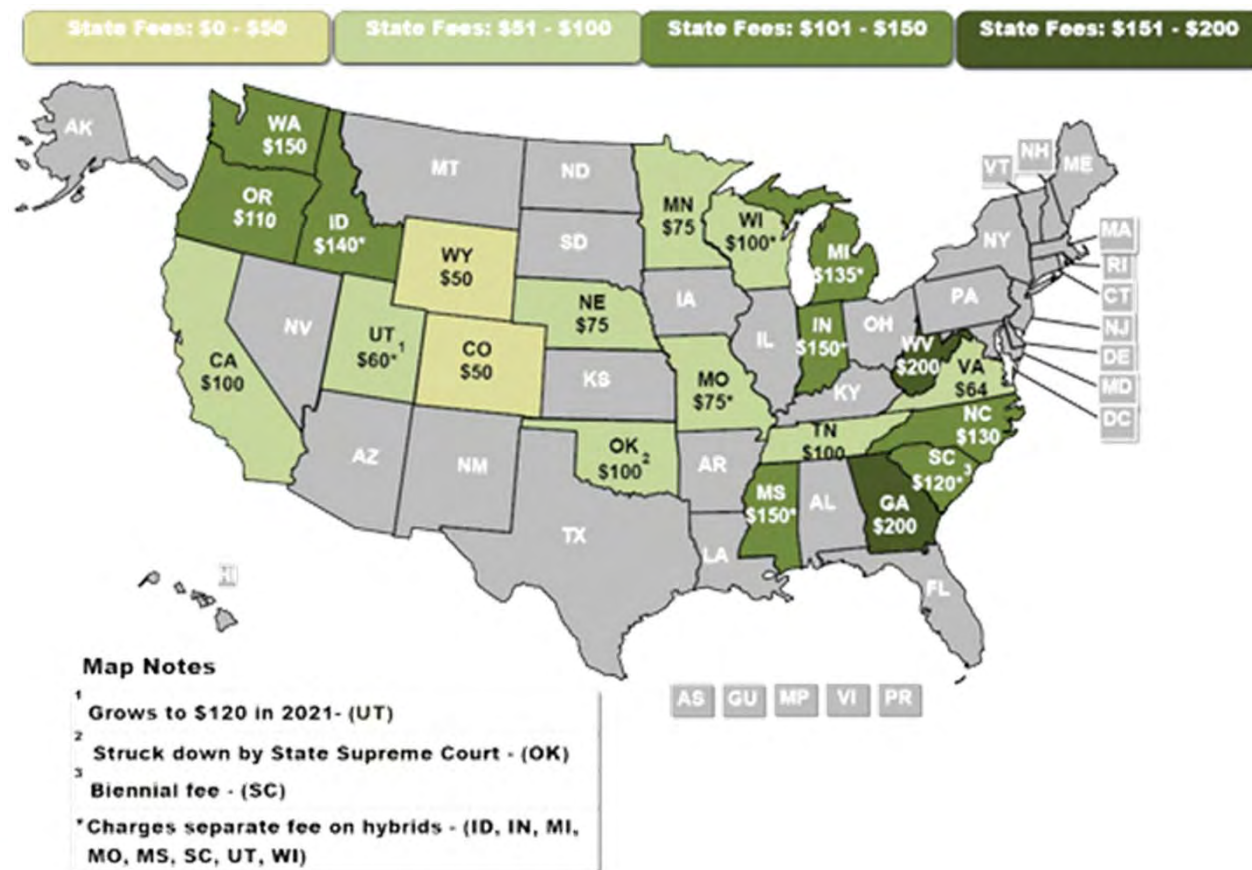 State Fees: $0 - $50
State Fees: $51 - $100
State Fees: $101 - $150
State Fees: $151 - $200
AK
WA
$150
OR
$110
ID
$140*
MT
ND
SD
MN
$75
WI
$100*
MI
$135*
WY
$50
NE
$75
IA
NV
UT
$60*1
CO
$50
CA
$100
KS
MO
$75*
IL
IN
$150*
OH
KY
WV
$200
VA
$64
NC
$130
TN
$100
SC
$120*3
AZ
NM
OK
$100 2
AR
MS
$150*
AL
GA
$200
TX
LA
FL
HI
PA
NY
VT
NH
ME
MA
RI
CT
NJ
DE
MD
DC
AS
GU
MP
VI
PR
Map Notes
1
Grows to $120 in 2021- (UT)
2
Struck down by State Supreme Court - (OK)
3
Biennial fee - (SC)
*Charges separate fee on hybrids - (ID, IN, MI,
MO, MS, SC, UT, WI)